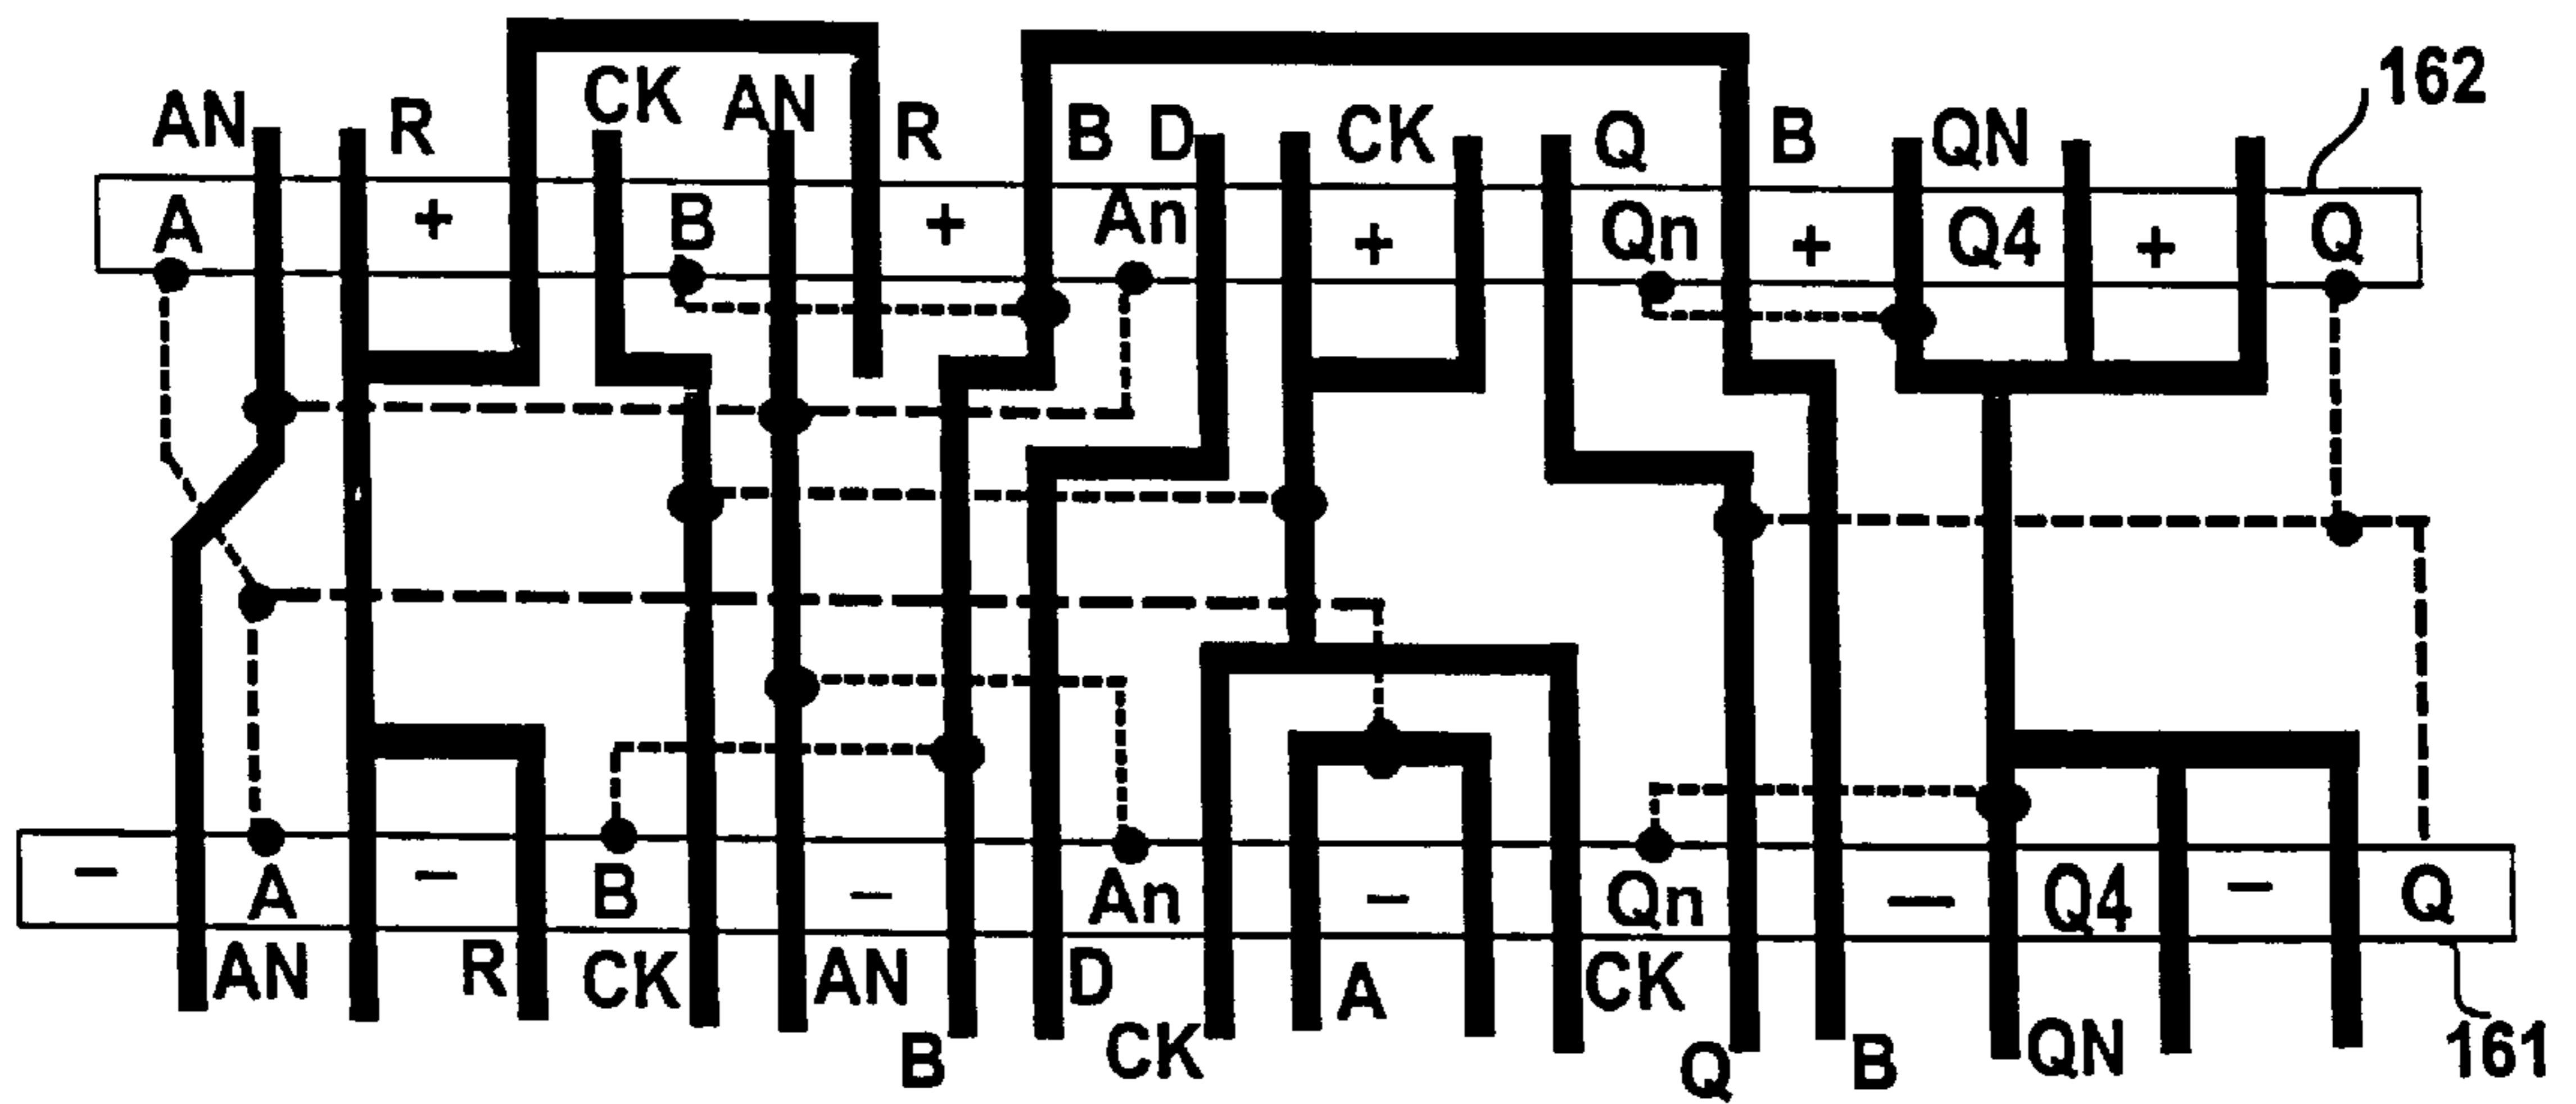 162
CK AN
AN R R B D CK Q B QN
A + B + An + Qn + Q4 + Q
− A − B − An − Qn — Q4 − Q
AN R CK AN D A CK
B CK Q B QN 161